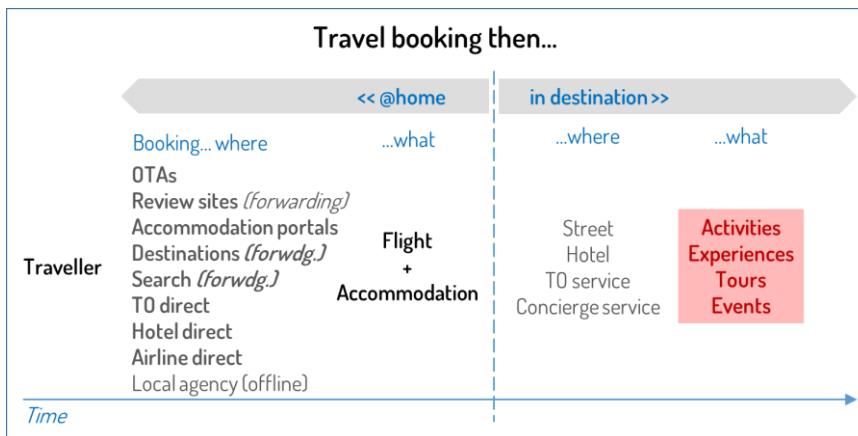 Travel booking then...
<< @home
in destination >>
Booking... where
...what
...where
...what
OTAs
Review sites (forwarding)
Accommodation portals
Destinations (forwdg.)
Search (forwdg.)
TO direct
Hotel direct
Airline direct
Local agency (offline)
Traveller
Flight
+
Accommodation
Street
Hotel
TO service
Concierge service
Activities
Experiences
Tours
Events
Time